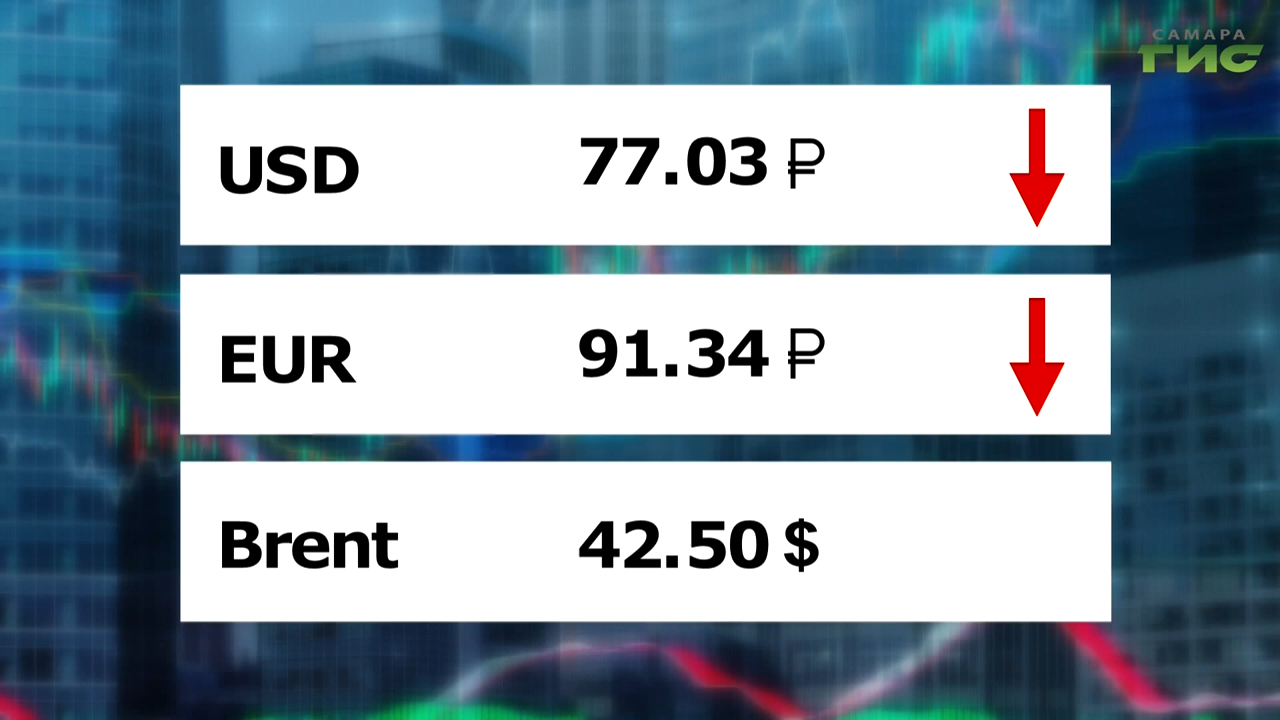 САМАРА
ГИС
USD 77.03 ₽
EUR 91.34 ₽
Brent 42.50 $